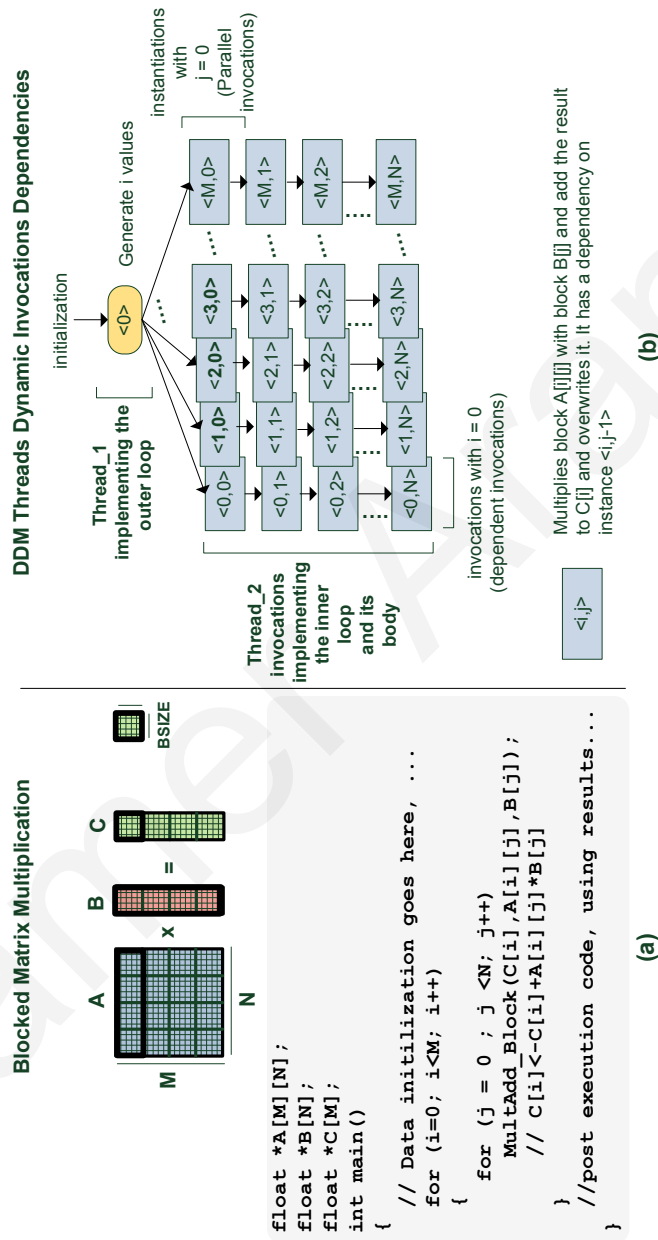 Blocked Matrix Multiplication
A
B
C
x
=
M
N
BSIZE
float *A[M][N];
float *B[N];
float *C[M];
int main()
{
// Data initilization goes here, ...
for (i=0; i<M; i++)
{
for (j = 0 ; j <N; j++)
MultAdd_Block(C[i],A[i][j],B[j]);
// C[i]<-C[i]+A[i][j]*B[j]
}
//post execution code, using results...
}
(a)
DDM Threads Dynamic Invocations Dependencies
initialization
<0>
Generate i values
Thread_1
implementing the
outer loop
instantiations
with
j = 0
(Parallel
invocations)
<0,0> <1,0> <2,0> <3,0> <M,0>
<0,1> <1,1> <2,1> <3,1> <M,1>
<0,2> <1,2> <2,2> <3,2> <M,2>
<0,N> <1,N> <2,N> <3,N> <M,N>
Thread_2
invocations
implementing
the inner
loop
and its
body
invocations with i = 0
(dependent invocations)
<i,j>
Multiplies block A[i][j] with block B[j] and add the result
to C[i] and overwrites it. It has a dependency on
instance <i,j-1>
(b)